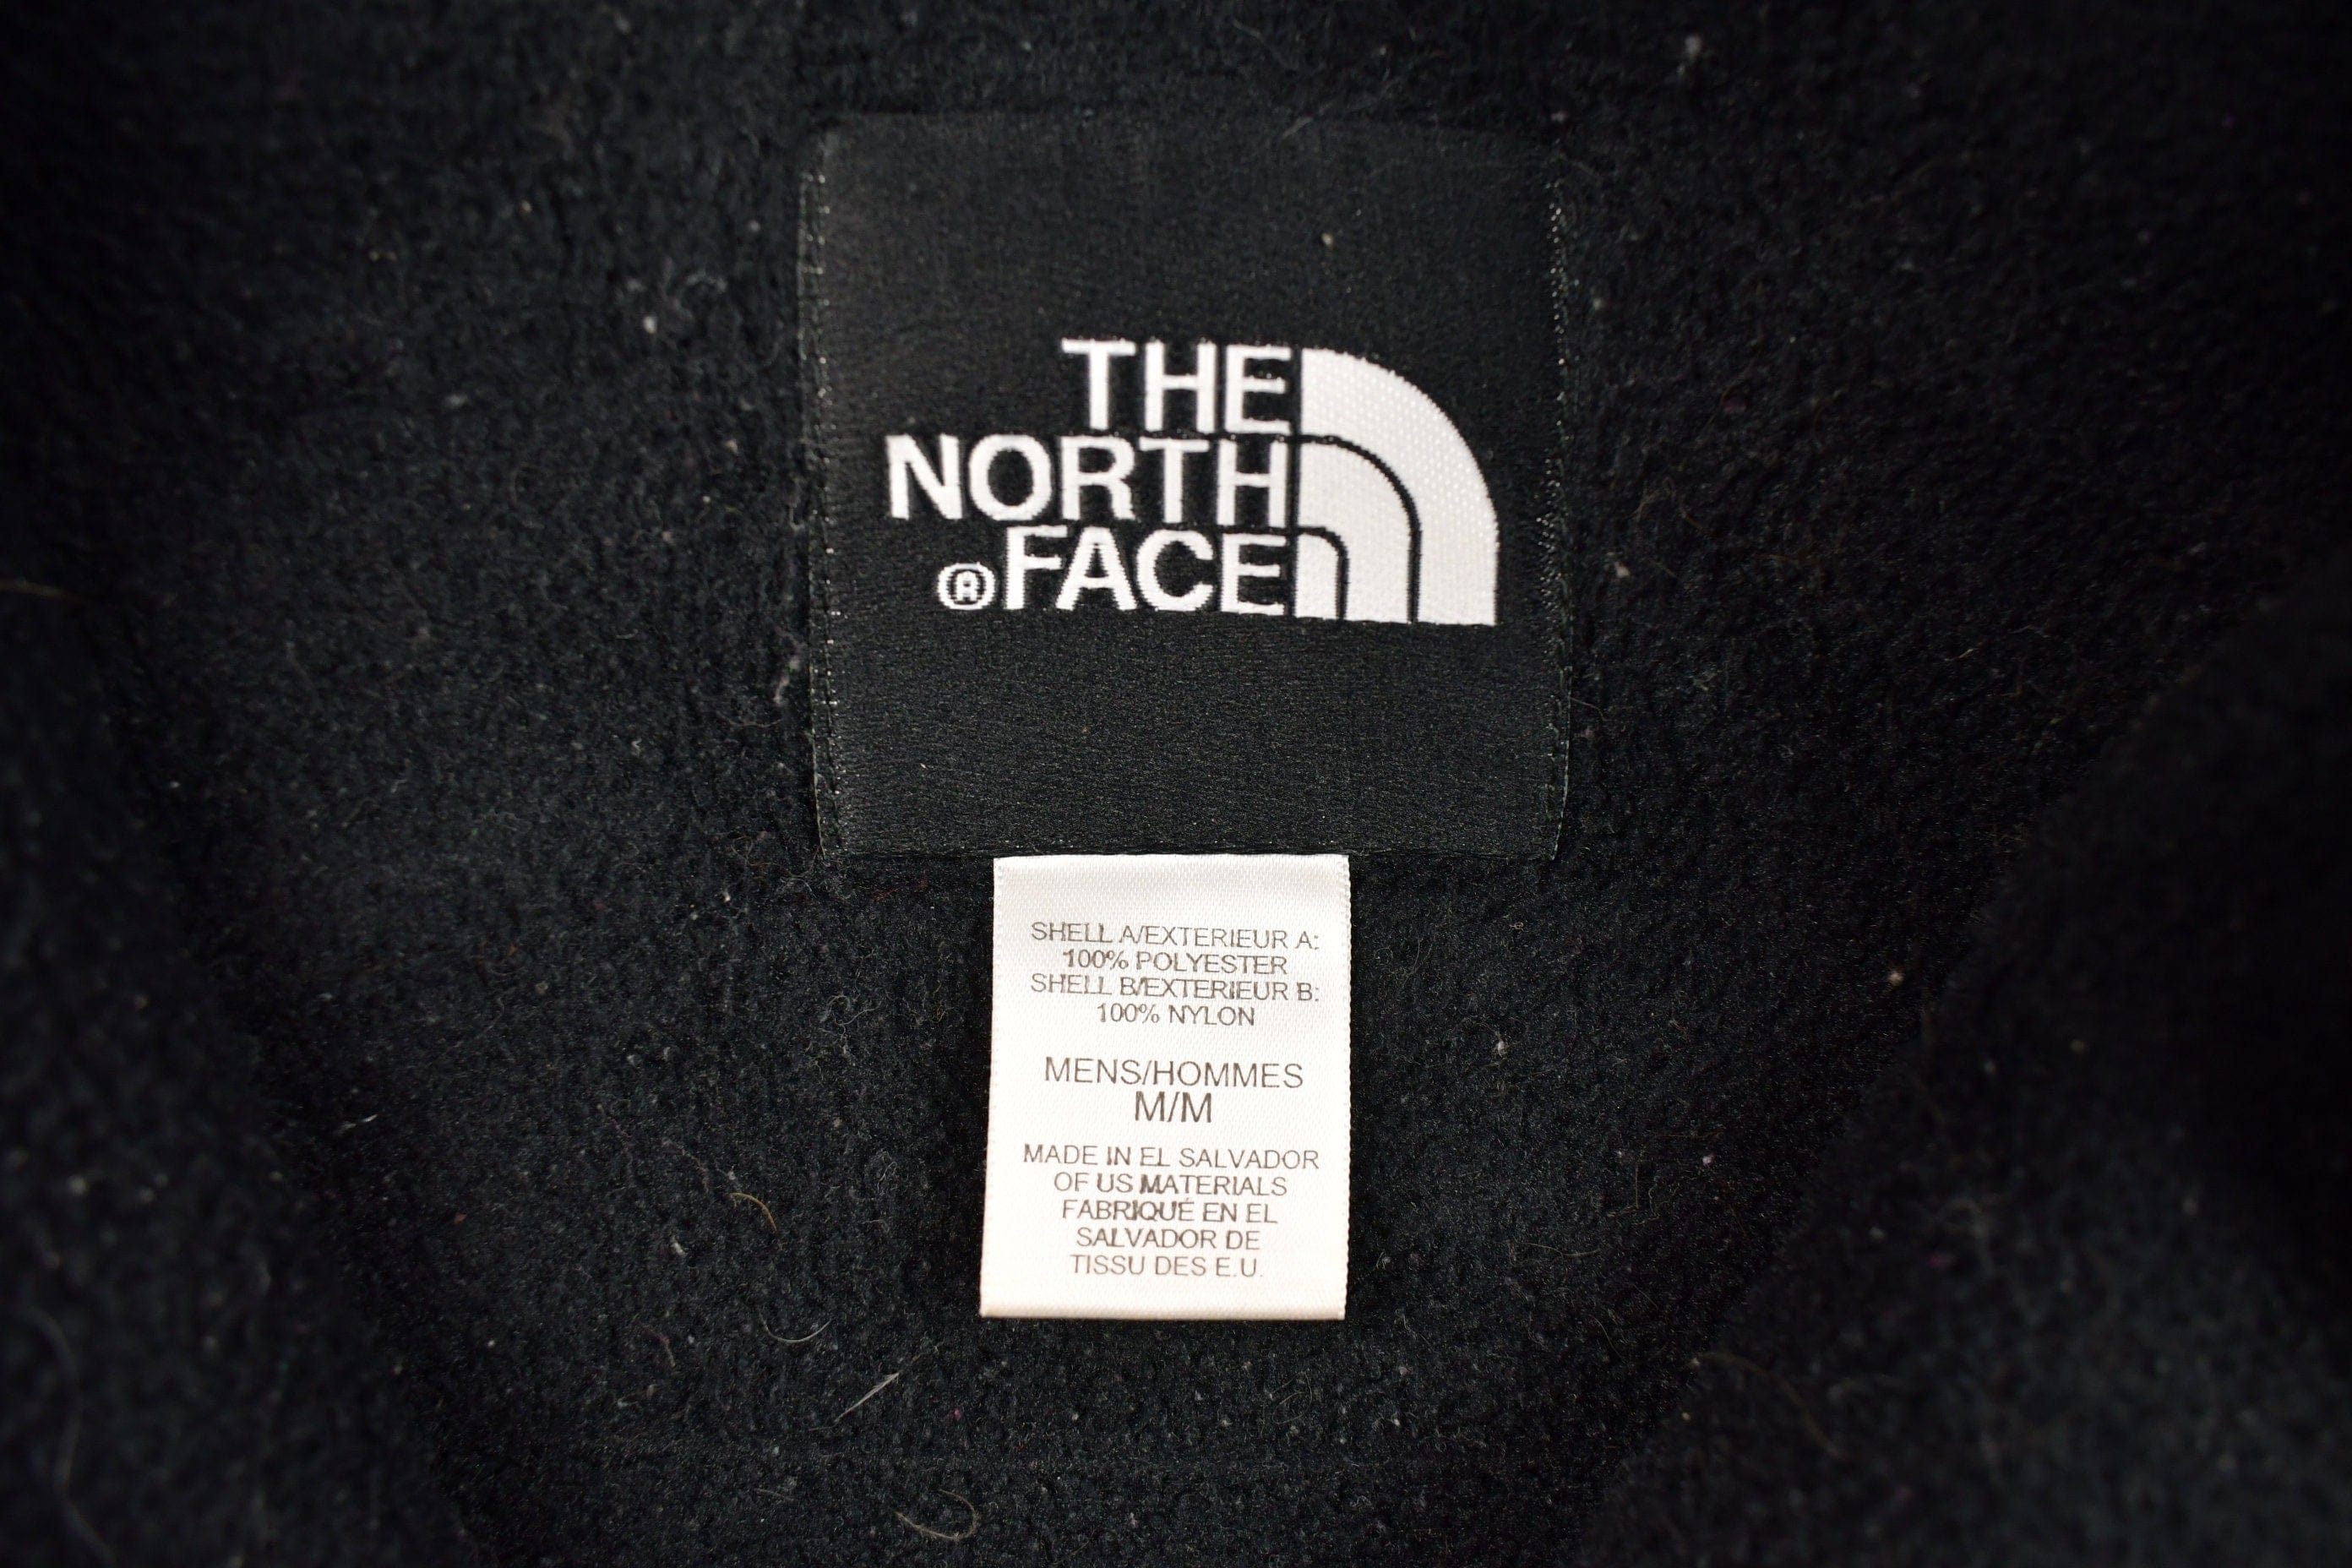 THE
NORTH
®FACE
SHELL A/EXTERIEUR A:
100% POLYESTER
SHELL B/EXTERIEUR B:
100% NYLON
MENS/HOMMES
M/M
MADE IN EL SALVADOR
OF US MATERIALS
FABRIQUÉ EN EL
SALVADOR DE
TISSU DES E.U.